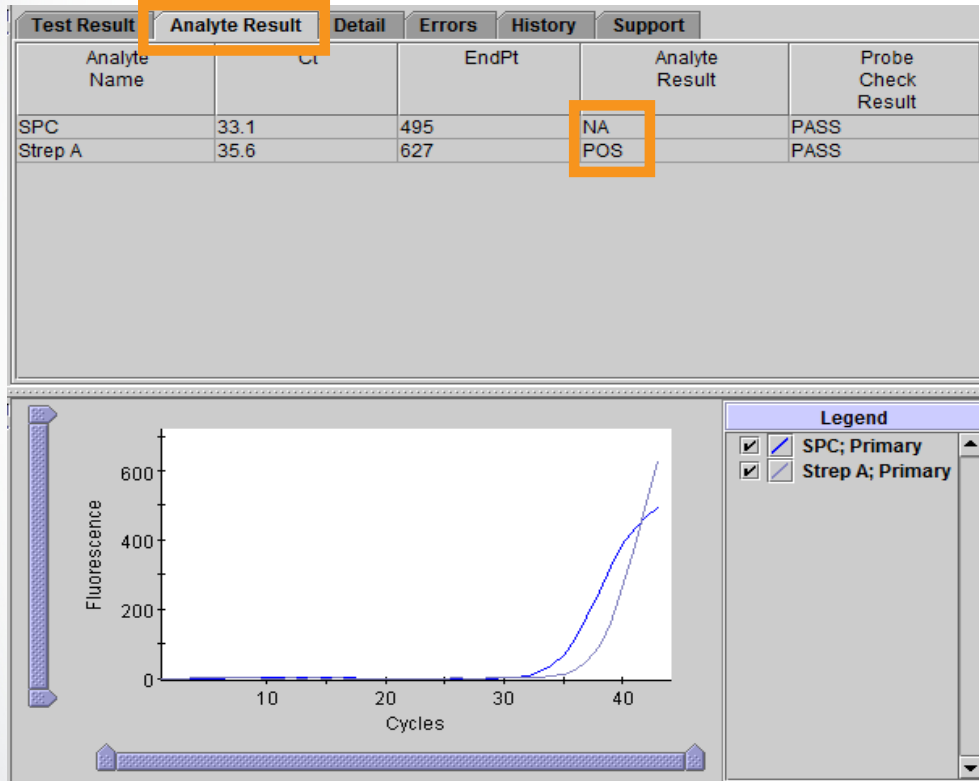 Test Result Analyte Result Detail Errors History Support
Analyte Name Ct EndPt Analyte Result Probe Check Result
SPC 33.1 495 NA PASS
Strep A 35.6 627 POS PASS
Legend
SPC; Primary
Strep A; Primary
Fluorescence
600
400
200
0
10 20 30 40
Cycles